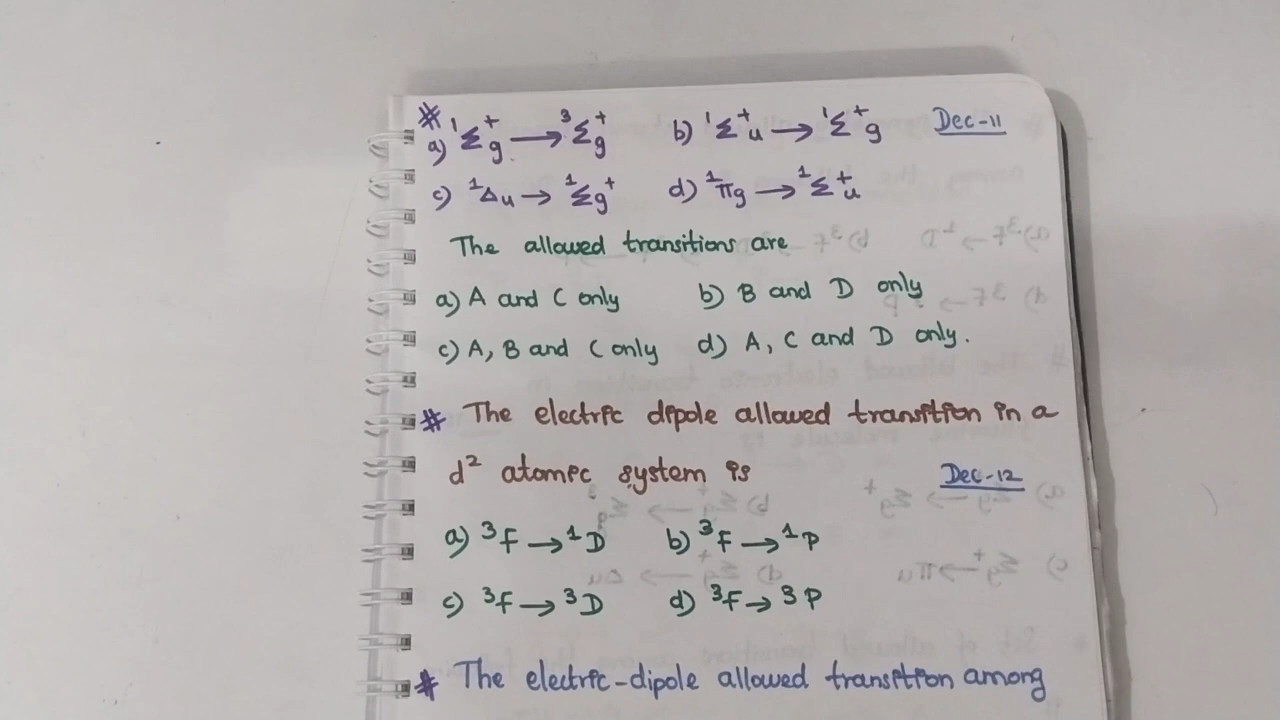 # a) ¹Σg⁺ → ³Σg⁺ b) ¹Σ⁺u → ¹Σ⁺g Dec-11
c) ¹Δu → ¹Σg⁺ d) ¹πg → ¹Σ⁺u
The allowed transitions are
a) A and C only b) B and D only
c) A, B and C only d) A, C and D only.
# The electric dipole allowed transition in a
d² atomic system is Dec-12
a) ³F → ¹D b) ³F → ¹P
c) ³F → ³D d) ³F → ³P
# The electric-dipole allowed transition among